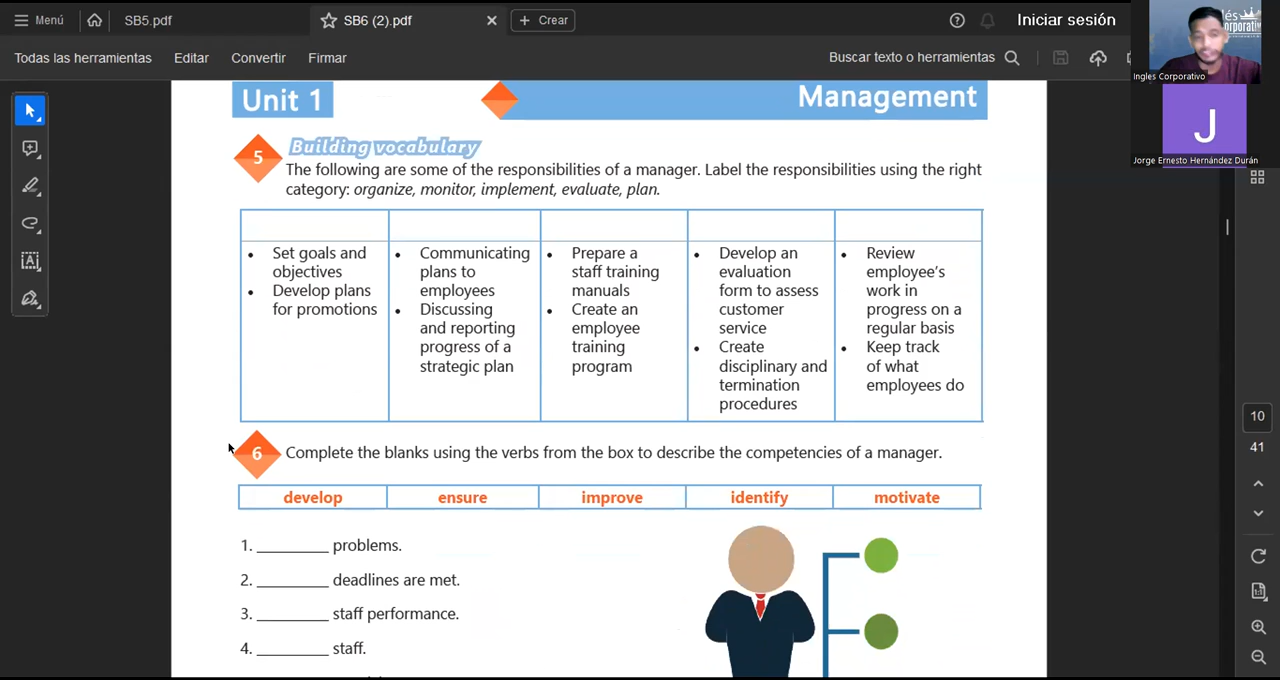 Menú
SB5.pdf
SB6 (2).pdf
Crear
Iniciar sesión
Todas las herramientas
Editar
Convertir
Firmar
Buscar texto o herramientas
Ingles Corporativo
J
Jorge Ernesto Hernández Durán
Unit 1
Management
5
Building vocabulary
The following are some of the responsibilities of a manager. Label the responsibilities using the right
category: organize, monitor, implement, evaluate, plan.
• Set goals and
objectives
• Develop plans
for promotions
• Communicating
plans to
employees
• Discussing
and reporting
progress of a
strategic plan
• Prepare a
staff training
manuals
• Create an
employee
training
program
• Develop an
evaluation
form to assess
customer
service
• Create
disciplinary and
termination
procedures
• Review
employee's
work in
progress on a
regular basis
• Keep track
of what
employees do
6
Complete the blanks using the verbs from the box to describe the competencies of a manager.
develop ensure improve identify motivate
1. ________ problems.
2. ________ deadlines are met.
3. ________ staff performance.
4. ________ staff.
10
41